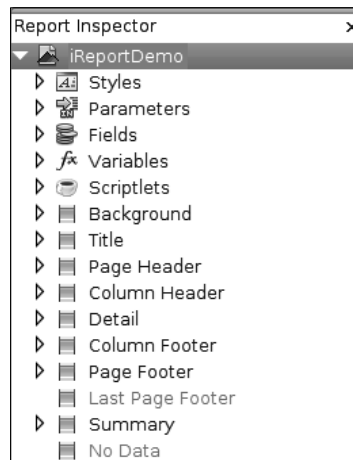 Report Inspector x
iReportDemo
Styles
Parameters
Fields
fx Variables
Scriptlets
Background
Title
Page Header
Column Header
Detail
Column Footer
Page Footer
Last Page Footer
Summary
No Data